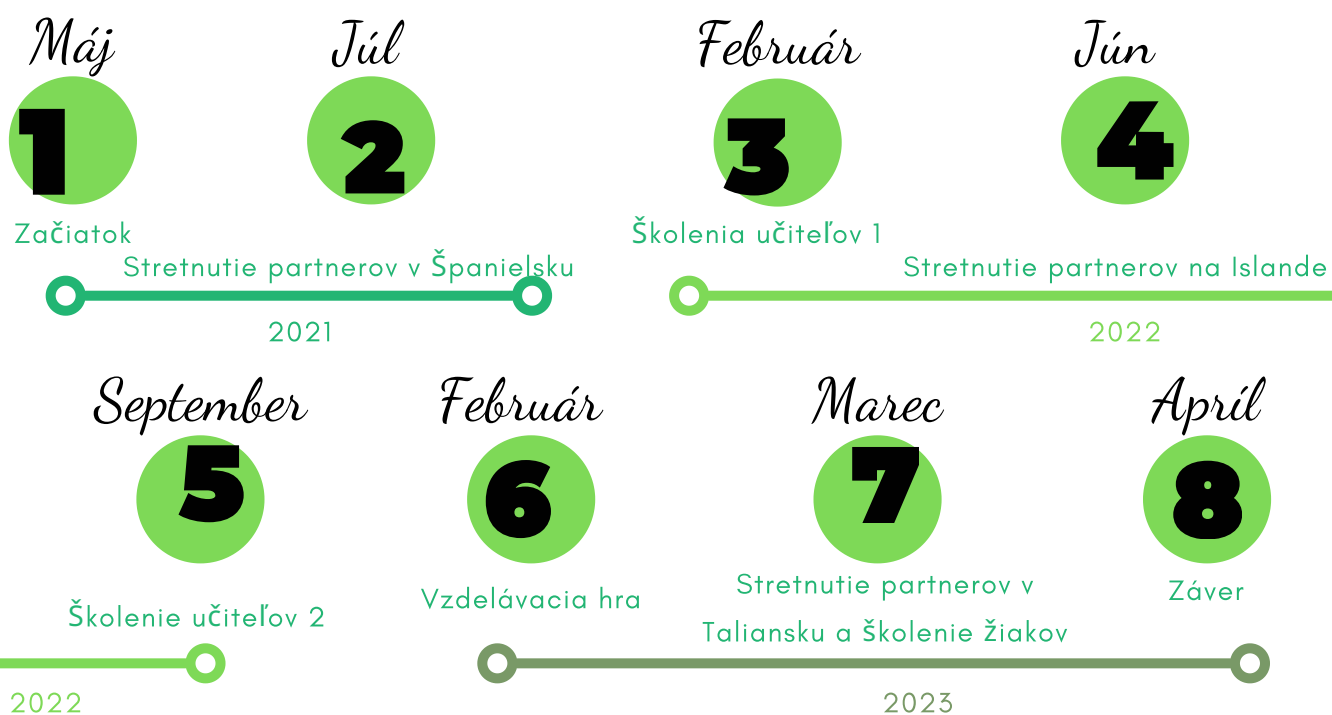 Máj
Júl
Február
Jún
1
2
3
4
Začiatok
Školenia učiteľov 1
Stretnutie partnerov v Španielsku
Stretnutie partnerov na Islande
2021
2022
September
Február
Marec
Apríl
5
6
7
8
Školenie učiteľov 2
Vzdelávacia hra
Stretnutie partnerov v
Taliansku a školenie žiakov
Záver
2022
2023